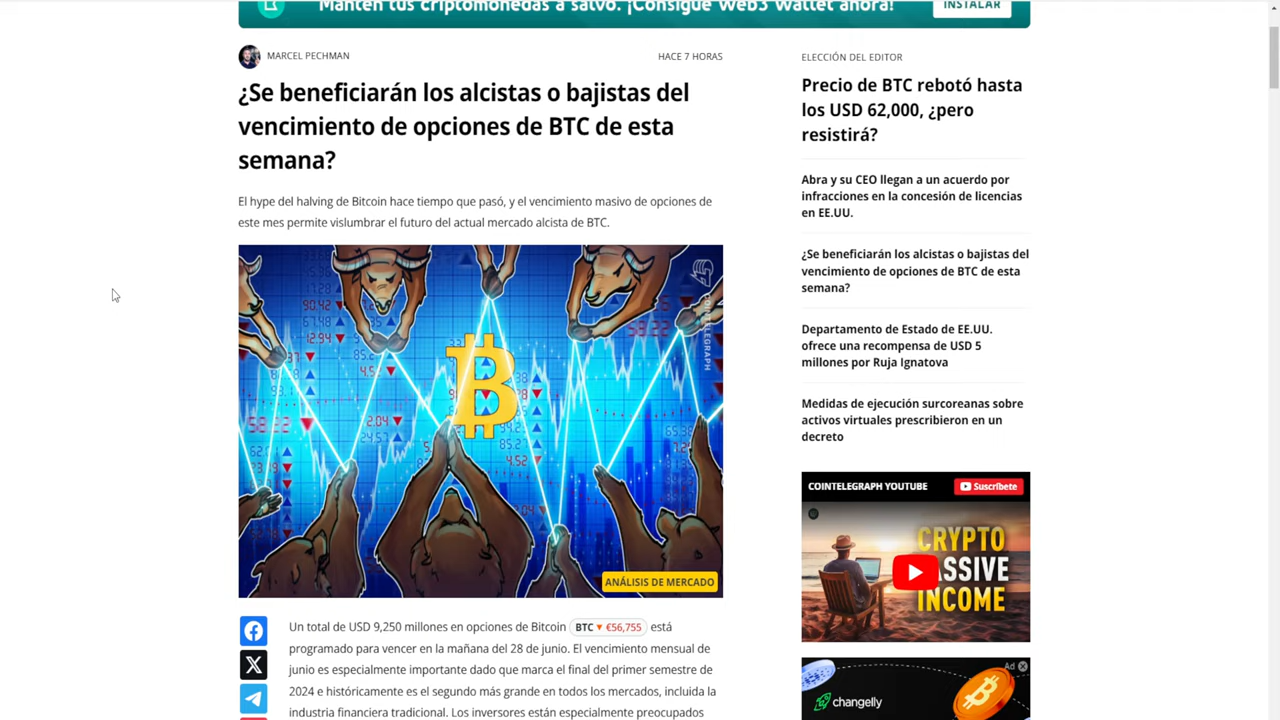 Mantén tus criptomonedas a salvo. ¡Consigue Web3 Wallet ahora!
INSTALAR
MARCEL PECHMAN
HACE 7 HORAS
¿Se beneficiarán los alcistas o bajistas del
vencimiento de opciones de BTC de esta
semana?
El hype del halving de Bitcoin hace tiempo que pasó, y el vencimiento masivo de opciones de
este mes permite vislumbrar el futuro del actual mercado alcista de BTC.
COINTELEGRAPH
ANÁLISIS DE MERCADO
Un total de USD 9,250 millones en opciones de Bitcoin BTC ▼ €56,755 está
programado para vencer en la mañana del 28 de junio. El vencimiento mensual de
junio es especialmente importante dado que marca el final del primer semestre de
2024 e históricamente es el segundo más grande en todos los mercados, incluida la
industria financiera tradicional. Los inversores están especialmente preocupados
ELECCIÓN DEL EDITOR
Precio de BTC rebotó hasta
los USD 62,000, ¿pero
resistirá?
Abra y su CEO llegan a un acuerdo por
infracciones en la concesión de licencias
en EE.UU.
¿Se beneficiarán los alcistas o bajistas del
vencimiento de opciones de BTC de esta
semana?
Departamento de Estado de EE.UU.
ofrece una recompensa de USD 5
millones por Ruja Ignatova
Medidas de ejecución surcoreanas sobre
activos virtuales prescribieron en un
decreto
COINTELEGRAPH YOUTUBE
Suscríbete
CRYPTO
INCOME
Ad
changelly